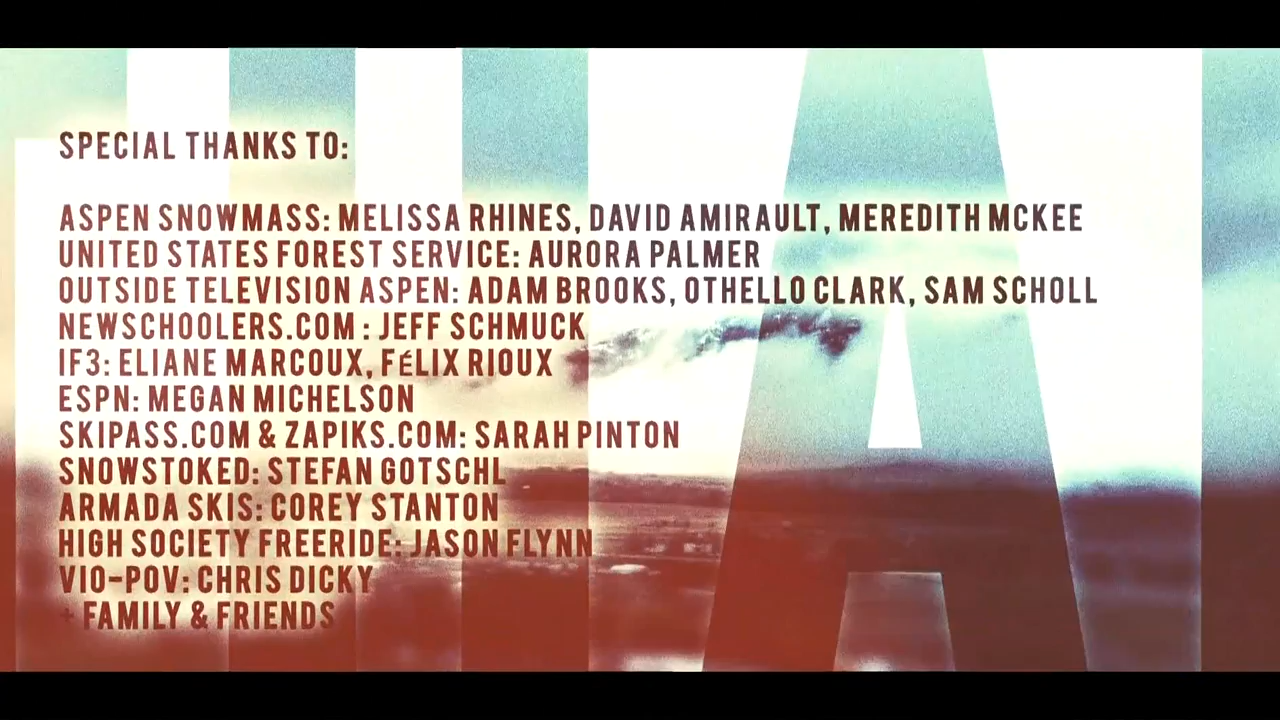 SPECIAL THANKS TO:
ASPEN SNOWMASS: MELISSA RHINES, DAVID AMIRAULT, MEREDITH MCKEE
UNITED STATES FOREST SERVICE: AURORA PALMER
OUTSIDE TELEVISION ASPEN: ADAM BROOKS, OTHELLO CLARK, SAM SCHOLL
NEWSCHOOLERS.COM : JEFF SCHMUCK
IF3: ELIANE MARCOUX, FÉLIX RIOUX
ESPN: MEGAN MICHELSON
SKIPASS.COM & ZAPIKS.COM: SARAH PINTON
SNOWSTOKED: STEFAN GOTSCHL
ARMADA SKIS: COREY STANTON
HIGH SOCIETY FREERIDE: JASON FLYNN
VIO-POV: CHRIS DICKY
+ FAMILY & FRIENDS